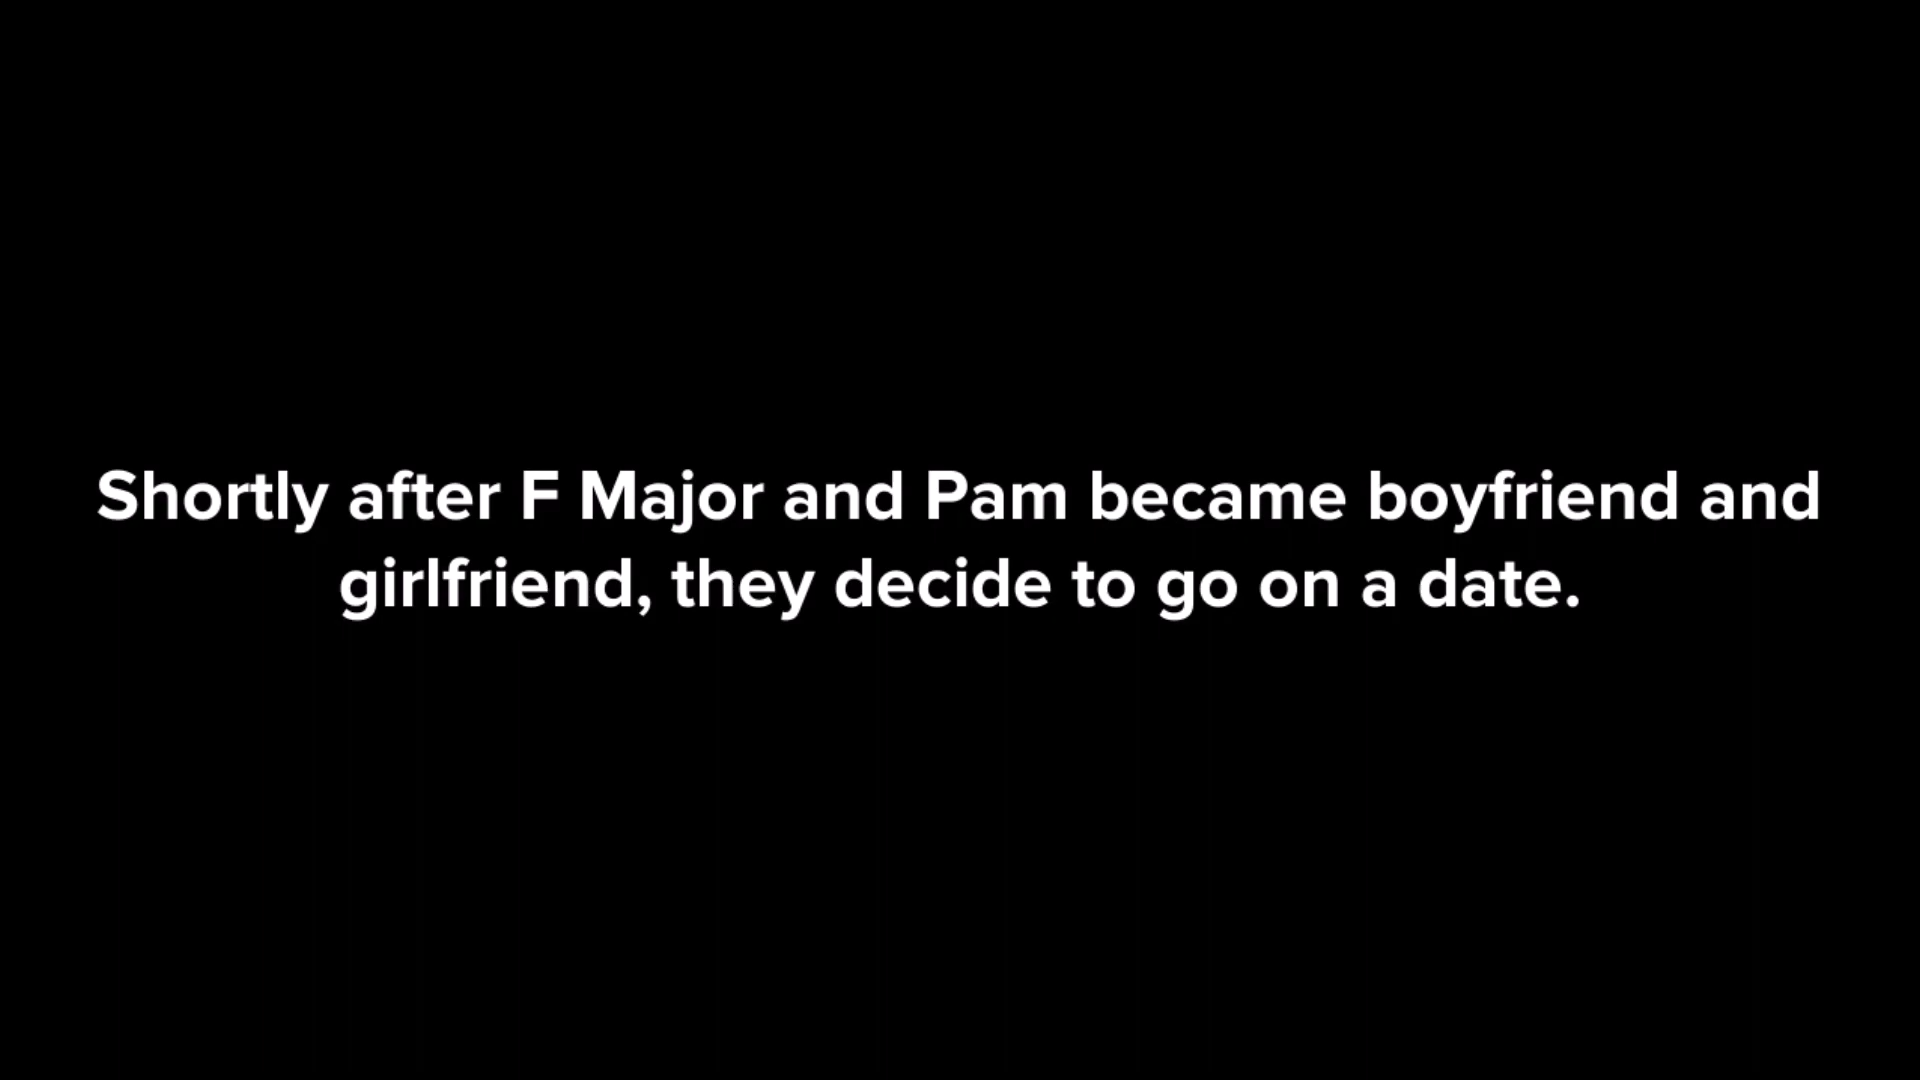 Shortly after F Major and Pam became boyfriend and
girlfriend, they decide to go on a date.